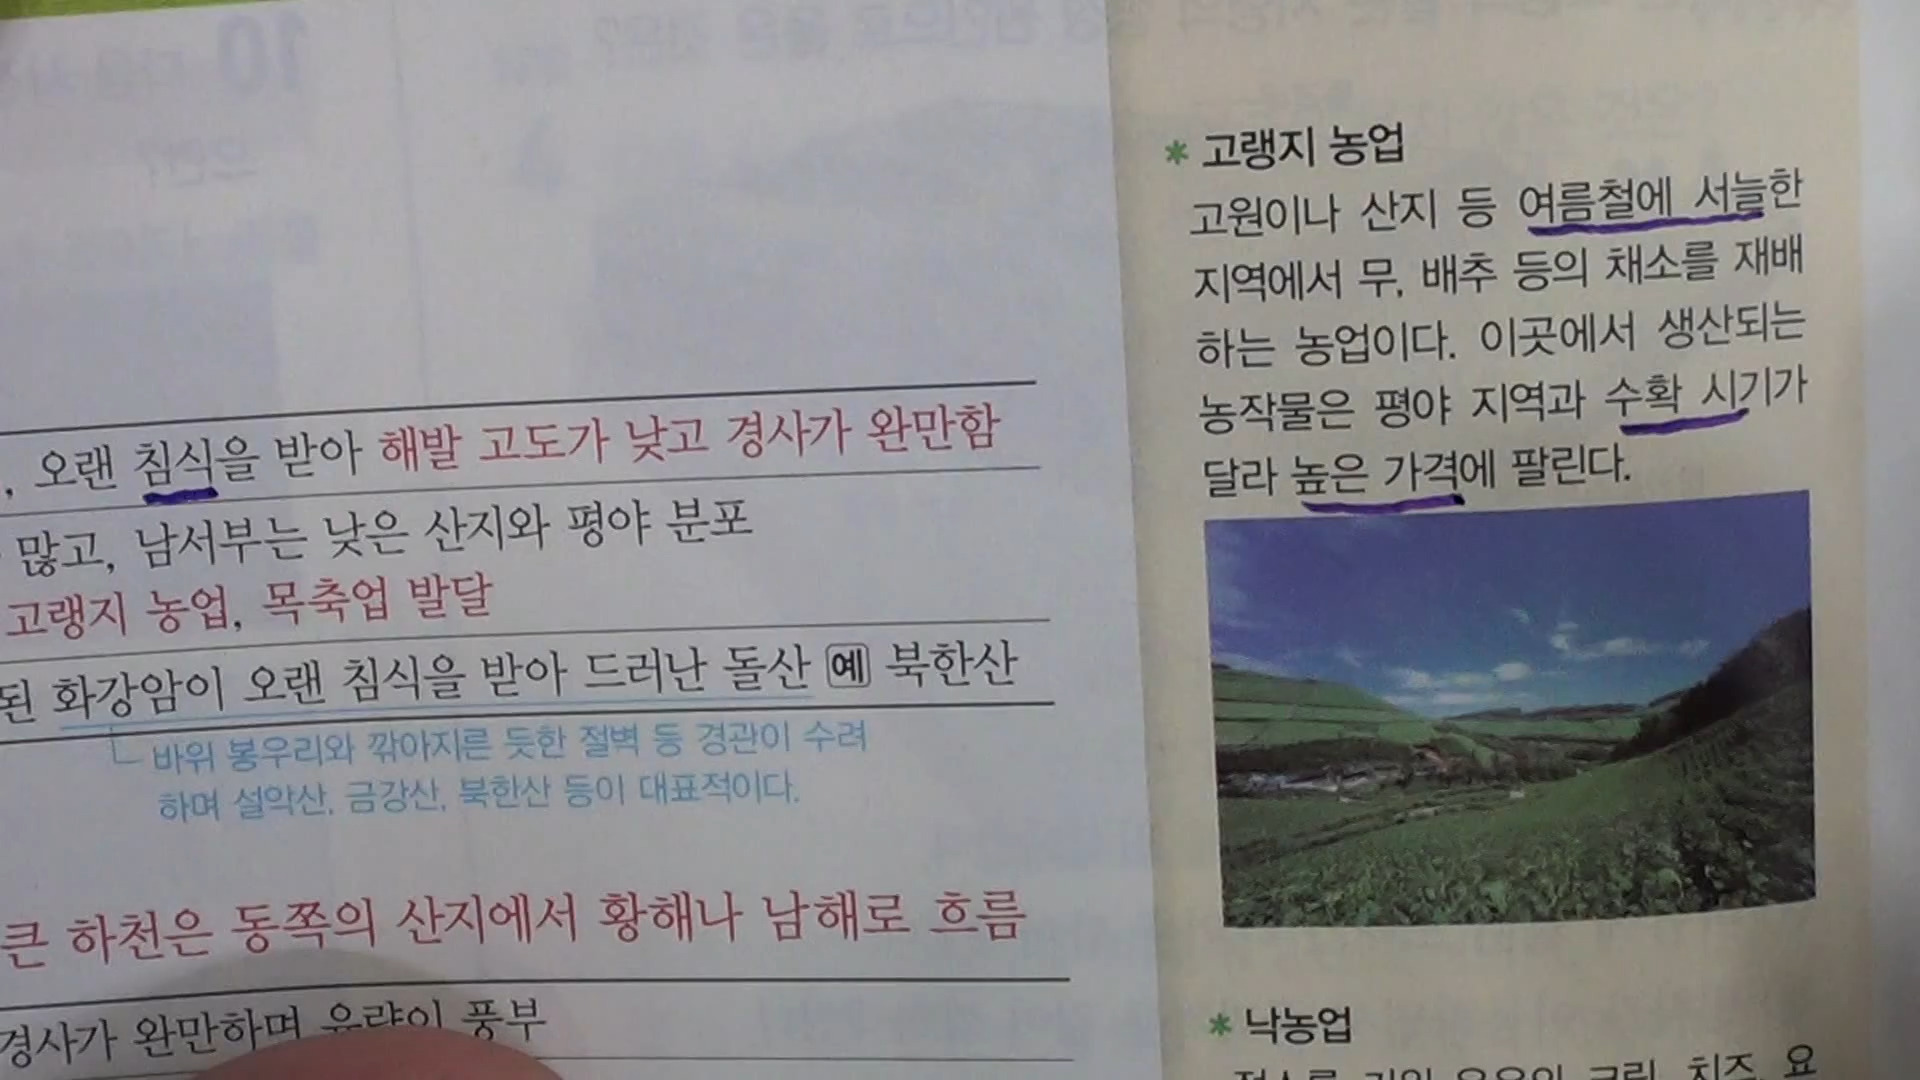 , 오랜 침식을 받아 해발 고도가 낮고 경사가 완만함
많고, 남서부는 낮은 산지와 평야 분포
고랭지 농업, 목축업 발달
된 화강암이 오랜 침식을 받아 드러난 돌산 예 북한산
바위 봉우리와 깎아지른 듯한 절벽 등 경관이 수려
하며 설악산, 금강산, 북한산 등이 대표적이다.
큰 하천은 동쪽의 산지에서 황해나 남해로 흐름
경사가 완만하며 유량이 풍부
* 고랭지 농업
고원이나 산지 등 여름철에 서늘한
지역에서 무, 배추 등의 채소를 재배
하는 농업이다. 이곳에서 생산되는
농작물은 평야 지역과 수확 시기가
달라 높은 가격에 팔린다.
* 낙농업